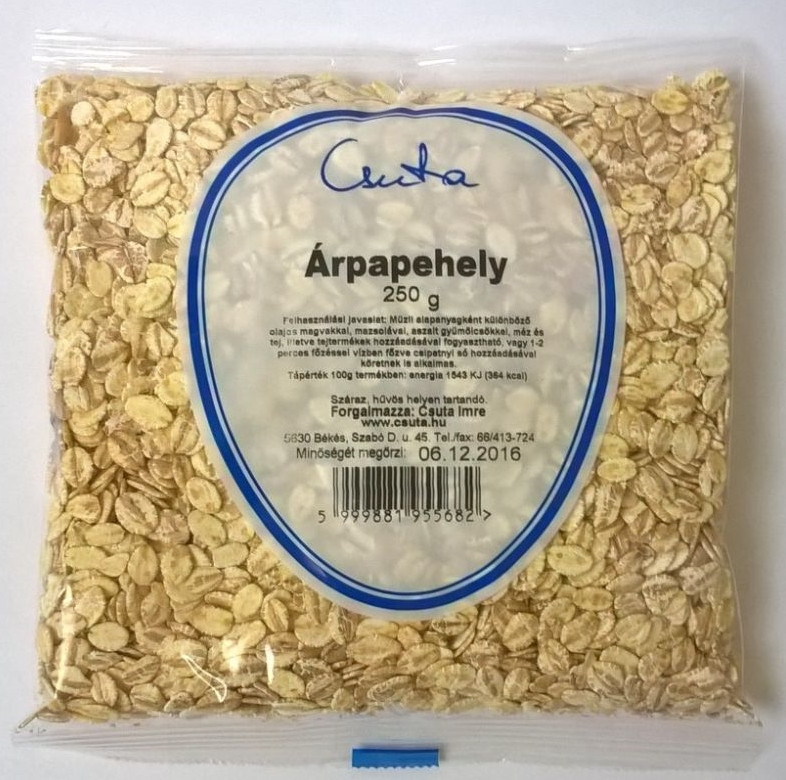 Csuta
Árpapehely
250 g
Felhasználási javaslat: Müzli alapanyagként különböző
olajos magvakkal, mazsolával, aszalt gyümölcsökkel, méz és
tej, illetve tejtermékek hozzáadásával fogyasztható, vagy 1-2
perces főzéssel vízben főzve csipetnyi só hozzáadásával
köretnek is alkalmas.
Tápérték 100g termékben: energia 1543 KJ (364 kcal)
Száraz, hűvös helyen tartandó.
Forgalmazza: Csuta Imre
www.csuta.hu
5630 Békés, Szabó D. u. 45. Tel./fax: 66/413-724
Minőségét megőrzi: 06.12.2016
5 999881 955682 >